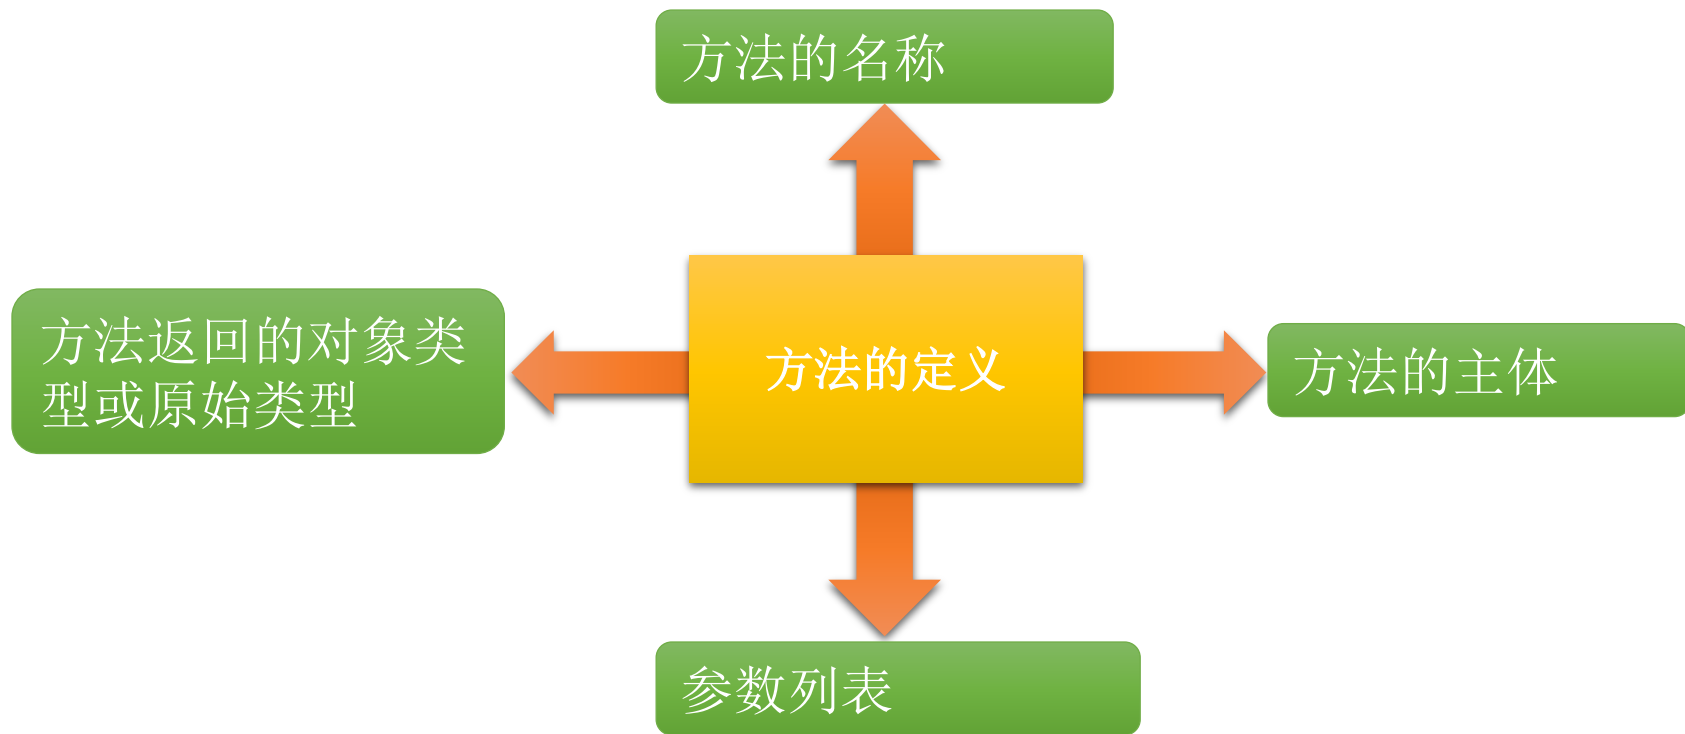 方法的名称
方法返回的对象类
型或原始类型
方法的定义
方法的主体
参数列表